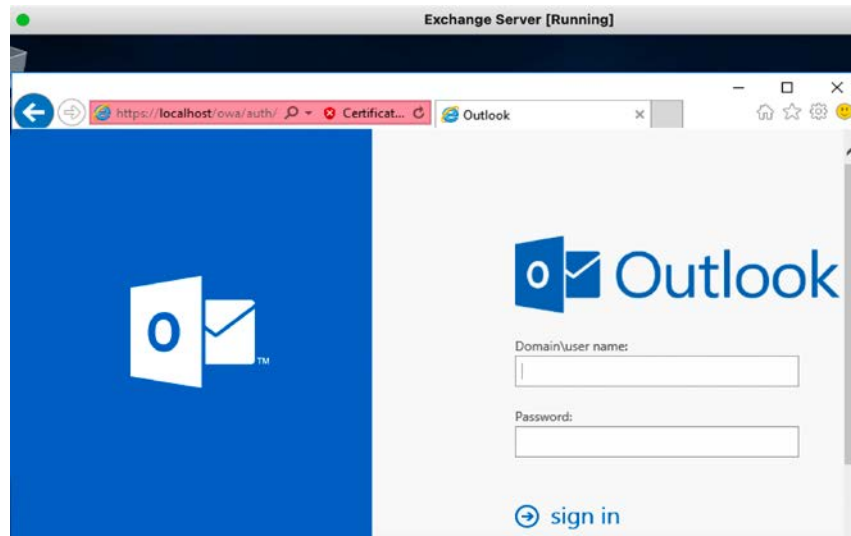 Exchange Server [Running]
https://localhost/owa/auth/ Certificat... Outlook
O
TM
O Outlook
Domain\user name:
Password:
sign in